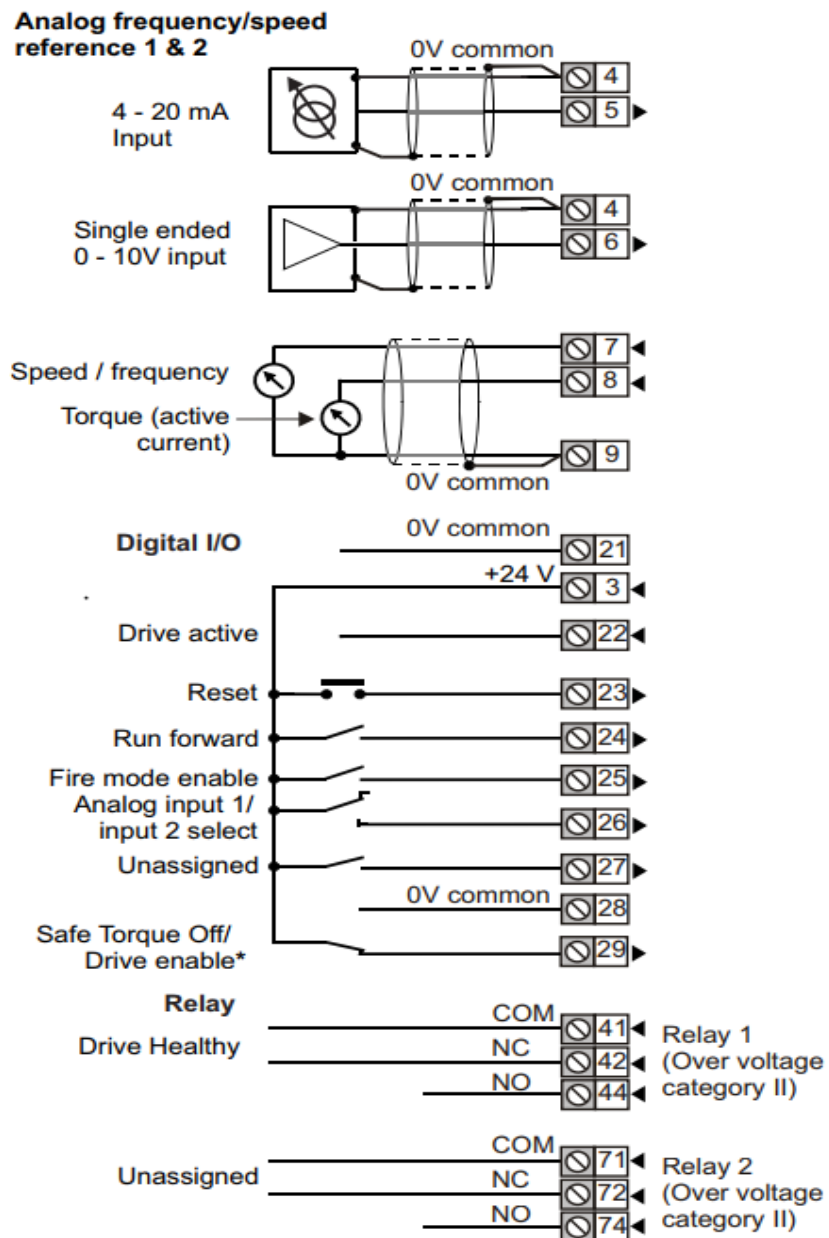 Analog frequency/speed
reference 1 & 2
0V common
4
4 - 20 mA
Input
5
0V common
4
Single ended
0 - 10V input
6
7
Speed / frequency
8
Torque (active
current)
9
0V common
Digital I/O
0V common
21
+24 V
3
Drive active
22
Reset
23
Run forward
24
Fire mode enable
25
Analog input 1/
input 2 select
26
Unassigned
27
0V common
28
Safe Torque Off/
Drive enable*
29
Relay
Drive Healthy
COM
41
NC
42
NO
44
Relay 1
(Over voltage
category II)
Unassigned
COM
71
NC
72
NO
74
Relay 2
(Over voltage
category II)